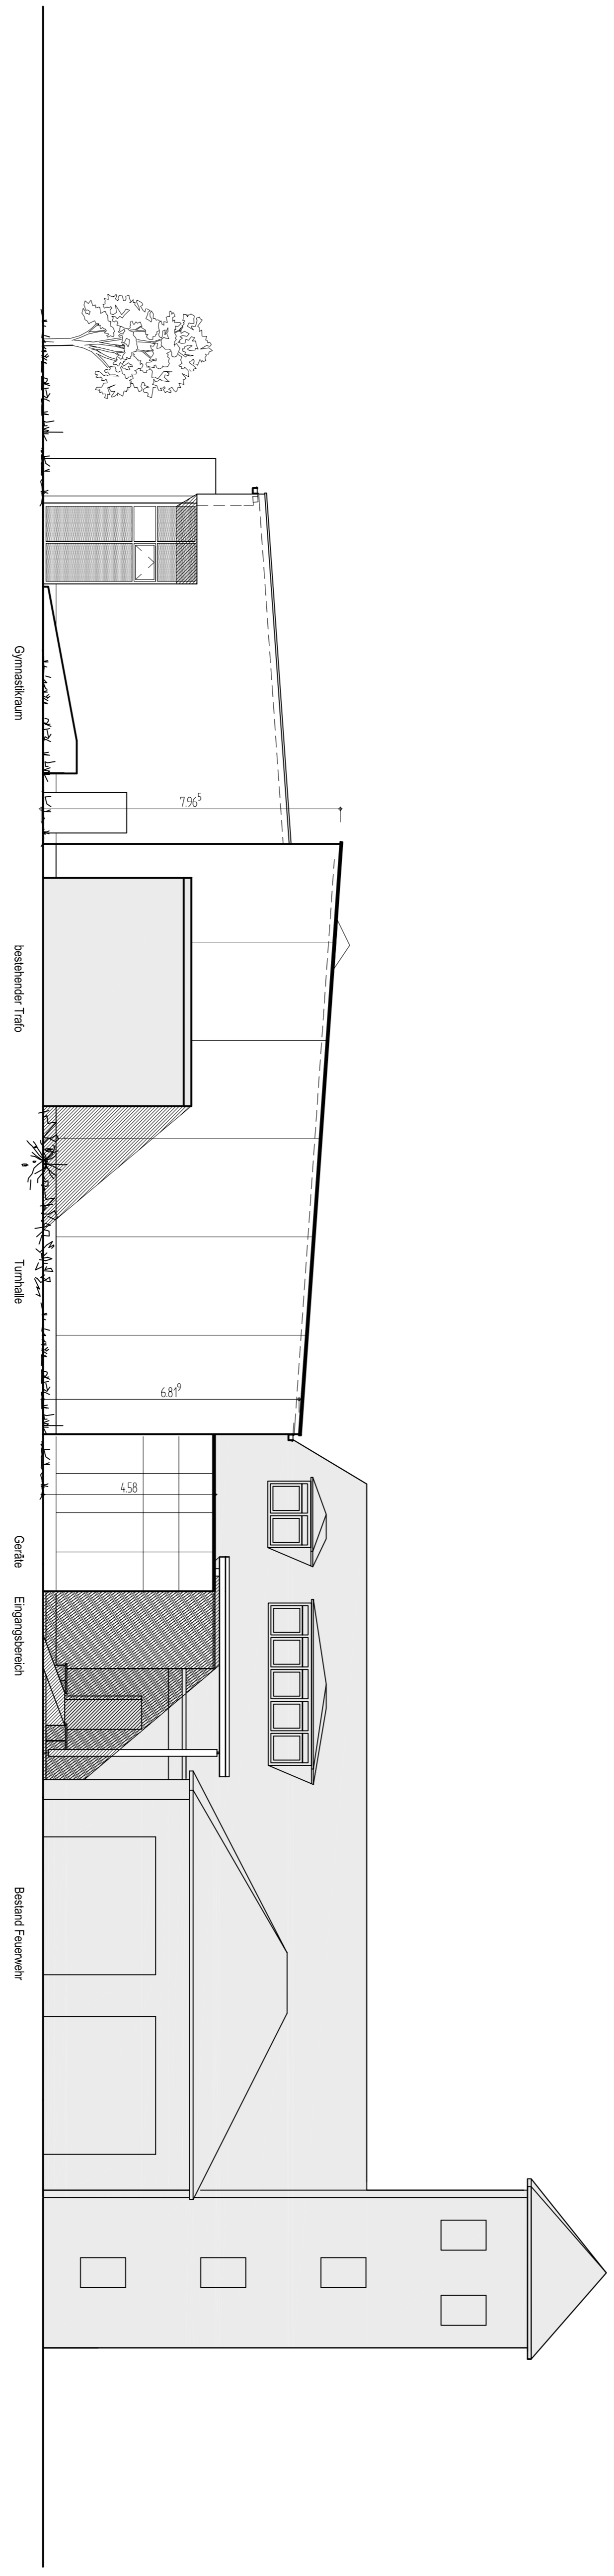 Gymnastikraum
7.96⁵
bestehender Trafo
Turnhalle
6.81⁹
4.58
Geräte
Eingangsbereich
Bestand Feuerwehr